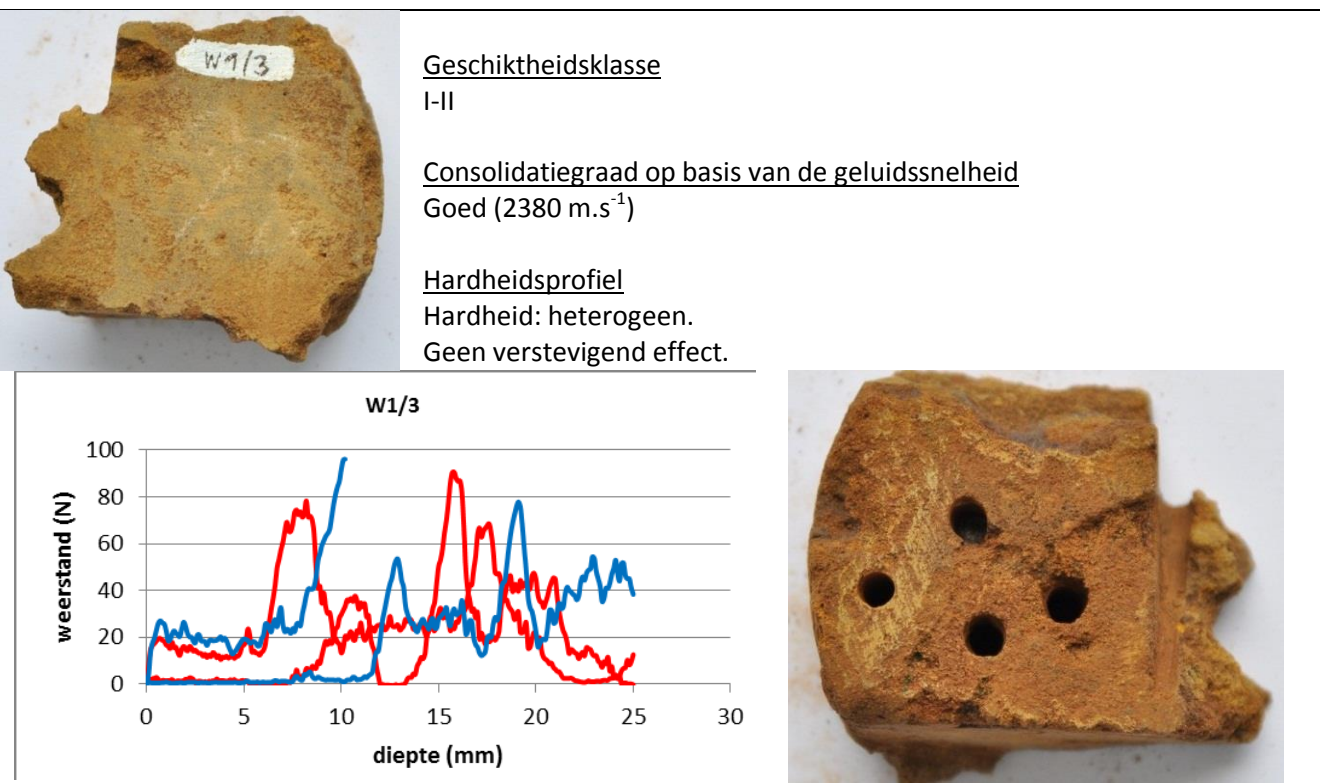 W1/3
Geschiktheidsklasse
I-II
Consolidatiegraad op basis van de geluidssnelheid
Goed (2380 m.s⁻¹)
Hardheidsprofiel
Hardheid: heterogeen.
Geen verstevigend effect.
W1/3
weerstand (N)
100
80
60
40
20
0
0 5 10 15 20 25 30
diepte (mm)